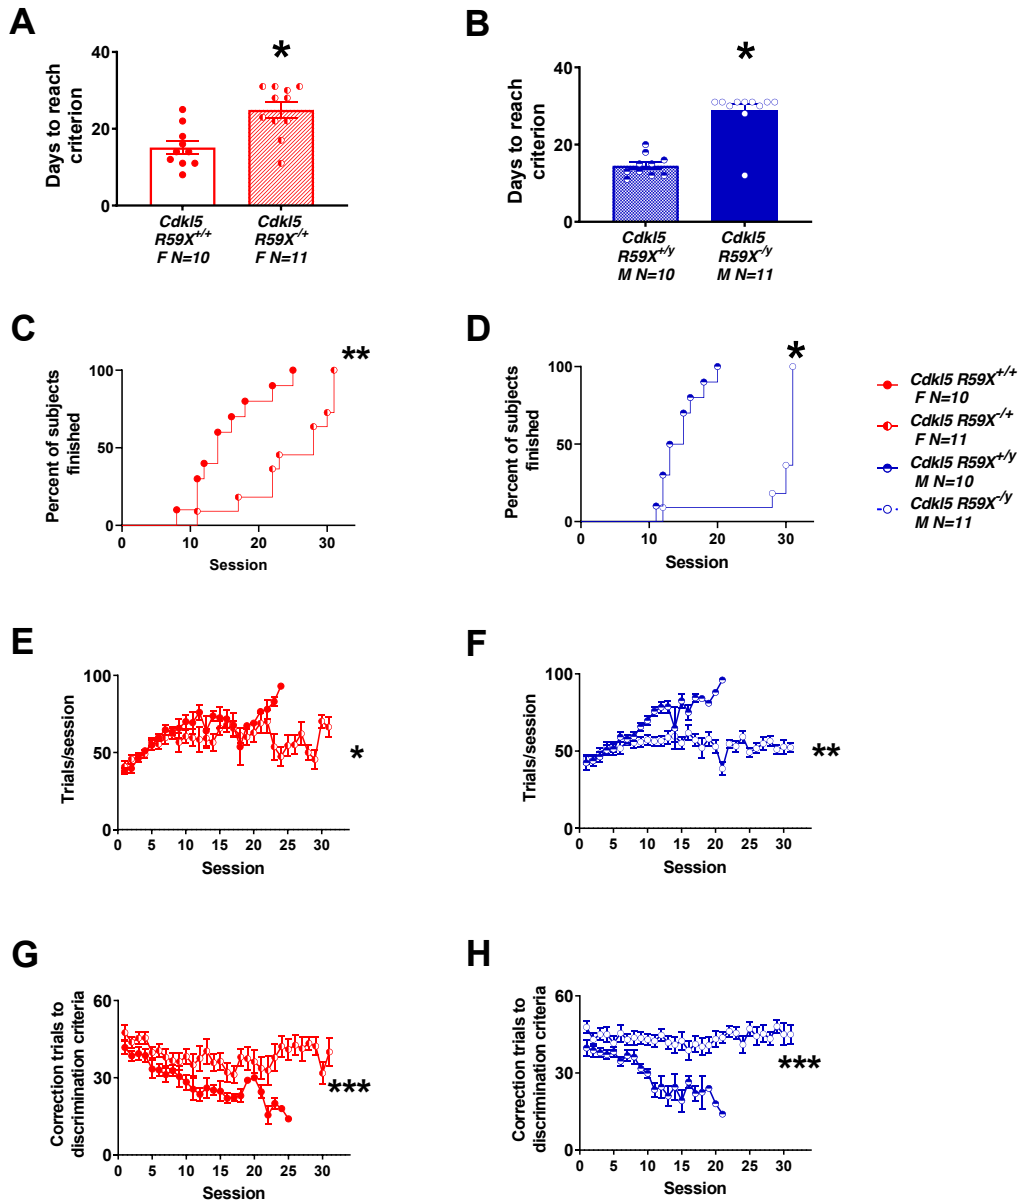 A
*
40
20
0
Days to reach
criterion
Cdkl5
R59X+/+
F N=10
Cdkl5
R59X-/+
F N=11
B
*
40
20
0
Days to reach
criterion
Cdkl5
R59X+/y
M N=10
Cdkl5
R59X-/y
M N=11
C
**
100
50
0
Percent of subjects
finished
0 10 20 30
Session
D
*
100
50
0
Percent of subjects
finished
0 10 20 30
Session
Cdkl5 R59X+/+
F N=10
Cdkl5 R59X-/+
F N=11
Cdkl5 R59X+/y
M N=10
Cdkl5 R59X-/y
M N=11
E
100
50
0
Trials/session
0 5 10 15 20 25 30
Session
*
F
100
50
0
Trials/session
0 5 10 15 20 25 30
Session
**
G
60
30
0
Correction trials to
discrimination criteria
0 5 10 15 20 25 30
Session
***
H
60
30
0
Correction trials to
discrimination criteria
0 5 10 15 20 25 30
Session
***